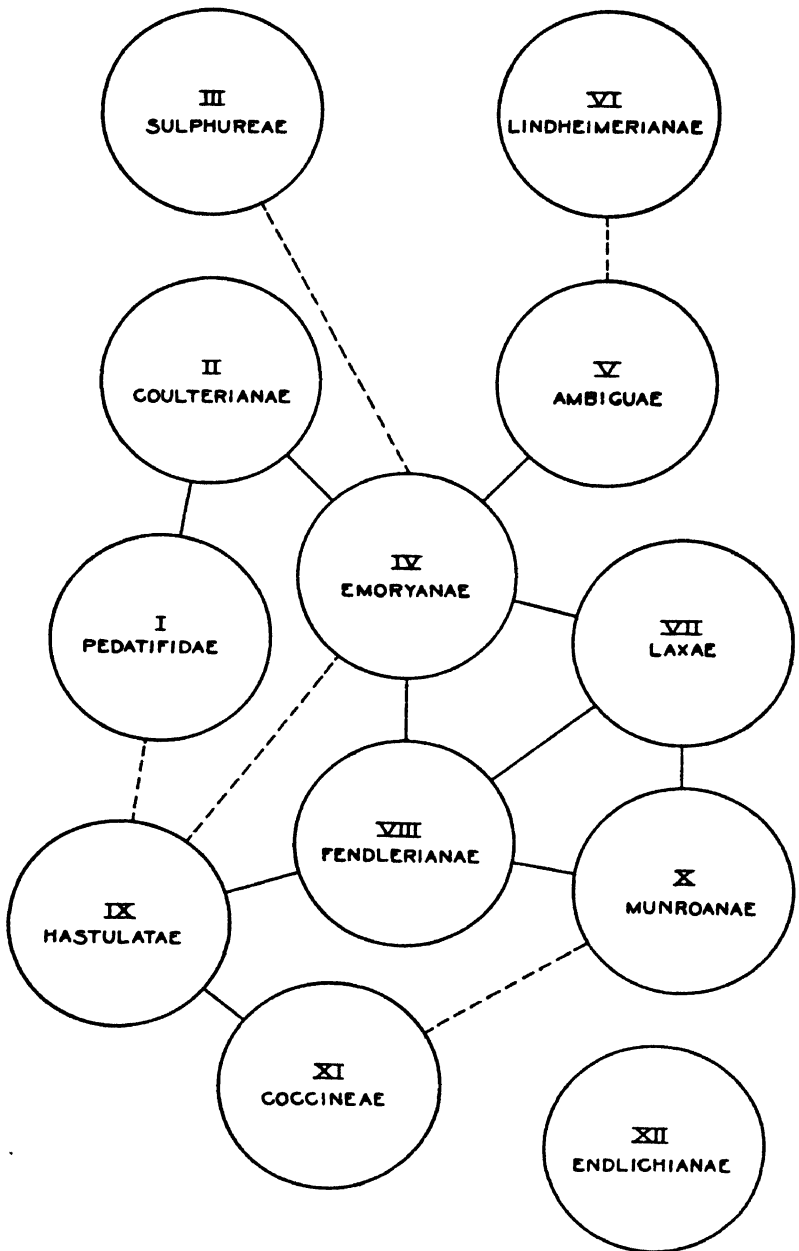 III
SULPHUREAE
VI
LINDHEIMERIANAE
II
COULTERIANAE
V
AMBIGUAE
IV
EMORYANAE
I
PEDATIFIDAE
VII
LAXAE
VIII
FENDLERIANAE
X
MUNROANAE
IX
HASTULATAE
XI
COCCINEAE
XII
ENDLICHIANAE